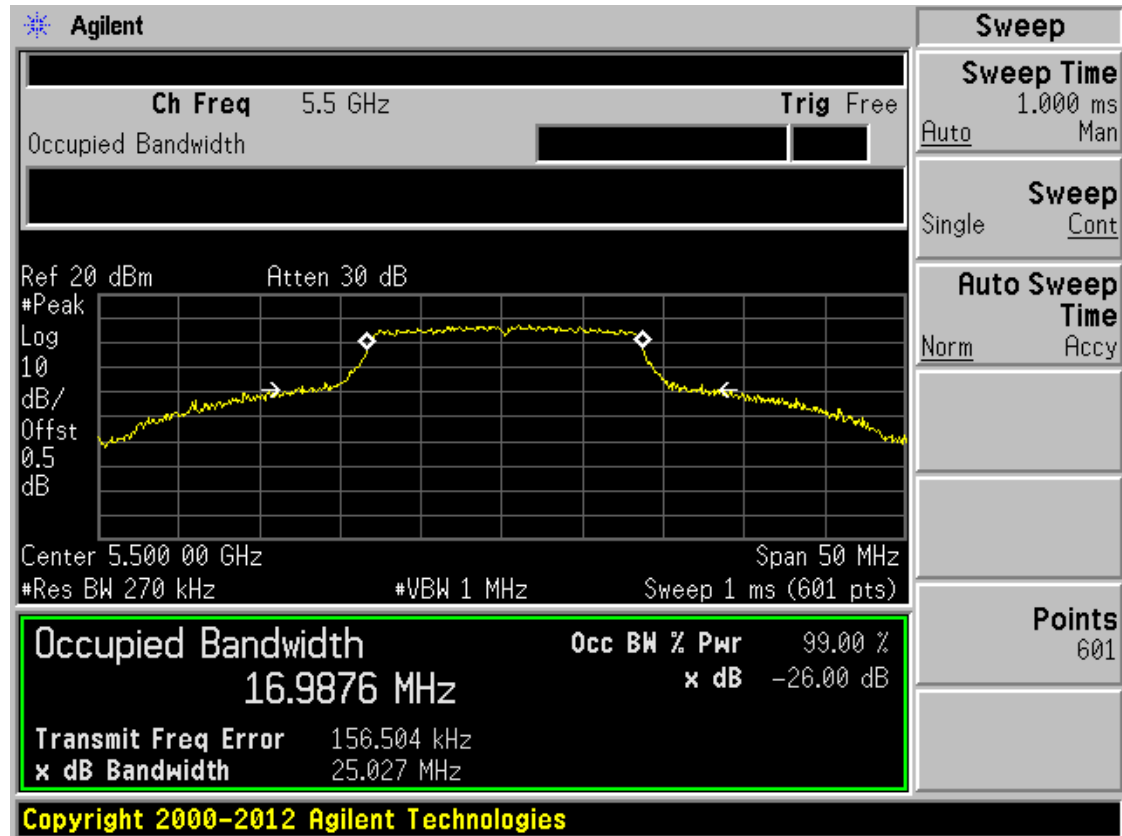 Agilent
Ch Freq 5.5 GHz Trig Free
Occupied Bandwidth
Ref 20 dBm Atten 30 dB
#Peak
Log
10
dB/
Offst
0.5
dB
Center 5.500 00 GHz Span 50 MHz
#Res BW 270 kHz #VBW 1 MHz Sweep 1 ms (601 pts)
Occupied Bandwidth
16.9876 MHz
Occ BW % Pwr 99.00 %
x dB -26.00 dB
Transmit Freq Error 156.504 kHz
x dB Bandwidth 25.027 MHz
Copyright 2000-2012 Agilent Technologies
Sweep
Sweep Time
1.000 ms
Auto Man
Sweep
Single Cont
Auto Sweep
Time
Norm Accy
Points
601